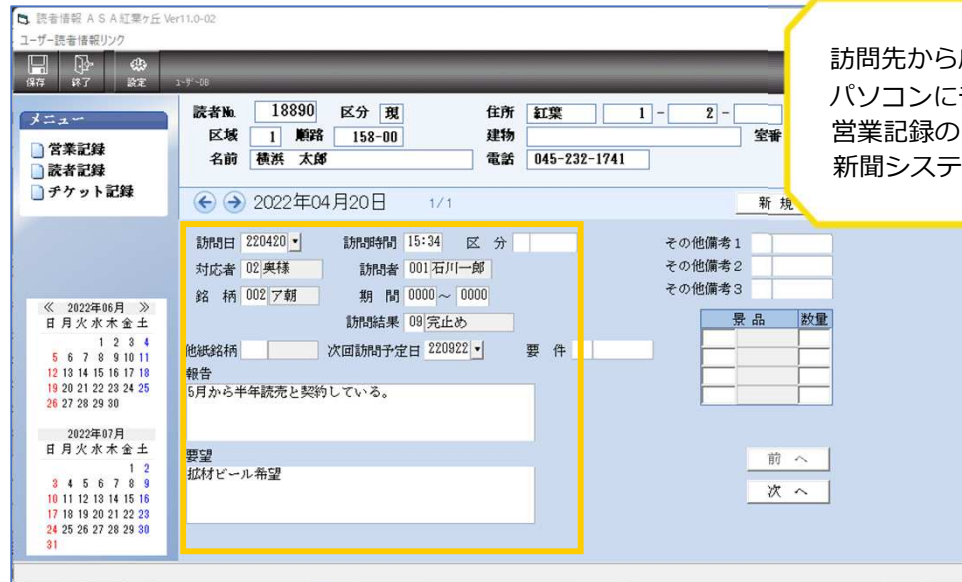 読者情報 ASA紅葉ヶ丘 Ver11.0-02
ユーザー読者情報リンク
保存 終了 設定 ユーザーDB
メニュー
営業記録
読者記録
チケット記録
読者No. 18890 区分 現 住所 紅葉 1 - 2 -
区域 1 順路 158-00 建物 室番
名前 横浜 太郎 電話 045-232-1741
2022年04月20日 1/1 新規
訪問日 220420 訪問時間 15:34 区分 その他備考1
対応者 02 奥様 訪問者 001 石川一郎 その他備考2
銘柄 002 ア朝 期間 0000～0000 その他備考3
訪問結果 09 完止め 景品 数量
他紙銘柄 次回訪問予定日 220922 要件
報告
5月から半年読売と契約している。
要望
拡材ビール希望
前へ
次へ
≪ 2022年06月 ≫
日月火水木金土
1 2 3 4
5 6 7 8 9 10 11
12 13 14 15 16 17 18
19 20 21 22 23 24 25
26 27 28 29 30
2022年07月
日月火水木金土
1 2
3 4 5 6 7 8 9
10 11 12 13 14 15 16
17 18 19 20 21 22 23
24 25 26 27 28 29 30
31
訪問先から
パソコンに
営業記録の
新聞システ